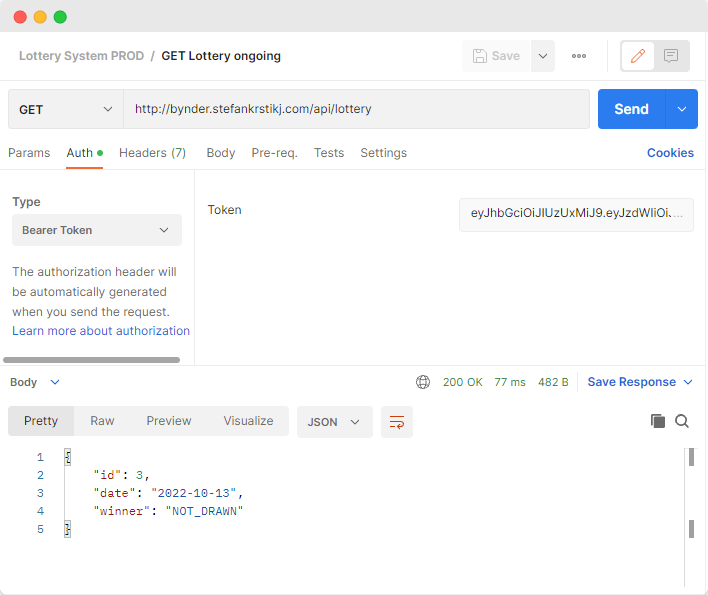 Lottery System PROD / GET Lottery ongoing
Save
GET
http://bynder.stefankrstikj.com/api/lottery
Send
Params Auth Headers (7) Body Pre-req. Tests Settings Cookies
Type
Token
eyJhbGciOiJIUzUxMiJ9.eyJzdWIiOi...
Bearer Token
The authorization header will
be automatically generated
when you send the request.
Learn more about authorization
Body
200 OK 77 ms 482 B Save Response
Pretty Raw Preview Visualize JSON
1 {
2 "id": 3,
3 "date": "2022-10-13",
4 "winner": "NOT_DRAWN"
5 }